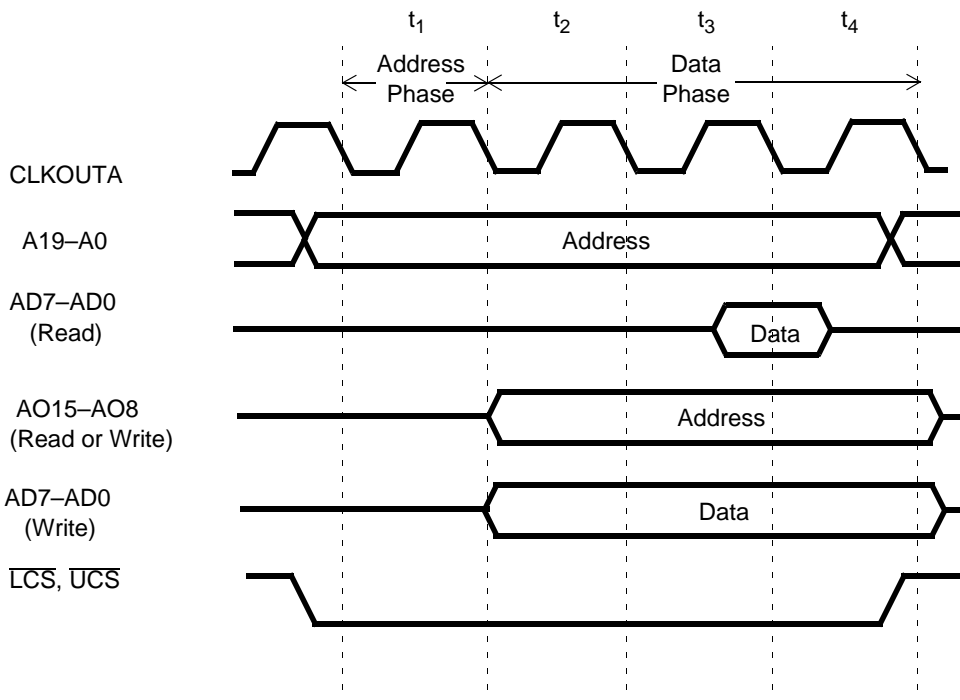 t1 t2 t3 t4
Address
Phase
Data
Phase
CLKOUTA
A19–A0
Address
AD7–AD0
(Read)
Data
AO15–AO8
(Read or Write)
Address
AD7–AD0
(Write)
Data
LCS, UCS